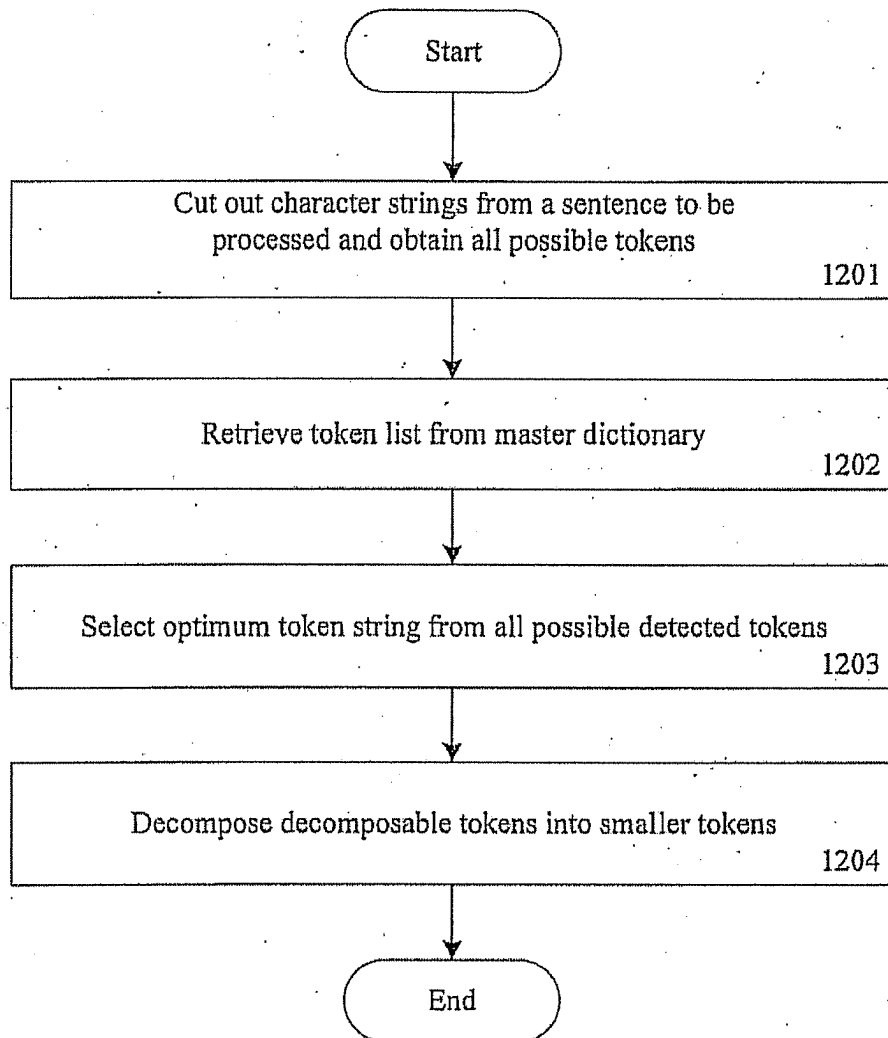 Start
Cut out character strings from a sentence to be
processed and obtain all possible tokens
1201
Retrieve token list from master dictionary
1202
Select optimum token string from all possible detected tokens
1203
Decompose decomposable tokens into smaller tokens
1204
End